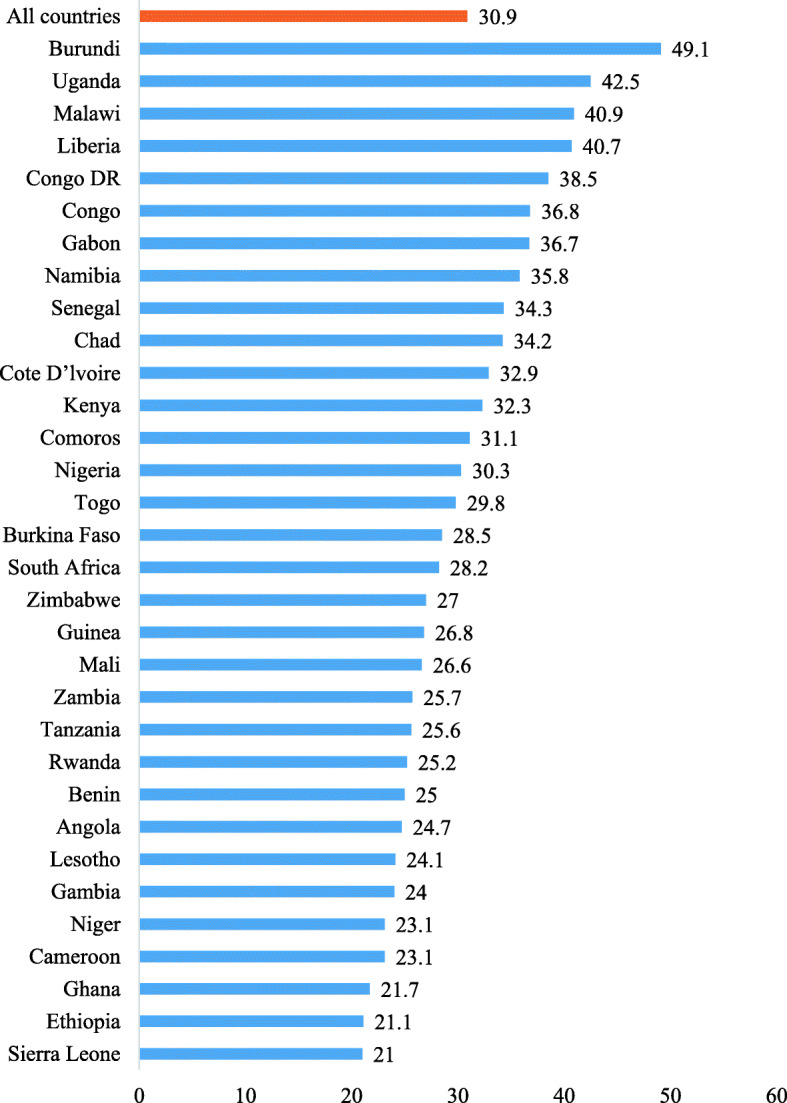 All countries 30.9
Burundi 49.1
Uganda 42.5
Malawi 40.9
Liberia 40.7
Congo DR 38.5
Congo 36.8
Gabon 36.7
Namibia 35.8
Senegal 34.3
Chad 34.2
Cote D’lvoire 32.9
Kenya 32.3
Comoros 31.1
Nigeria 30.3
Togo 29.8
Burkina Faso 28.5
South Africa 28.2
Zimbabwe 27
Guinea 26.8
Mali 26.6
Zambia 25.7
Tanzania 25.6
Rwanda 25.2
Benin 25
Angola 24.7
Lesotho 24.1
Gambia 24
Niger 23.1
Cameroon 23.1
Ghana 21.7
Ethiopia 21.1
Sierra Leone 21
0 10 20 30 40 50 60